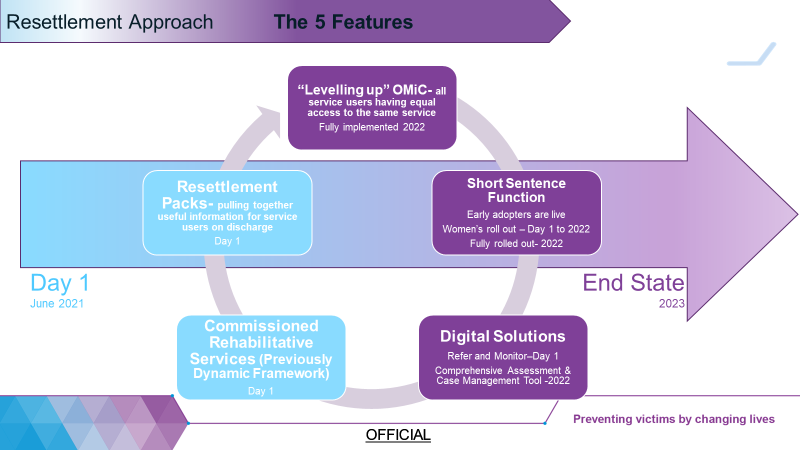 Resettlement Approach The 5 Features
“Levelling up” OMiC- all
service users having equal
access to the same service
Fully implemented 2022
Resettlement
Packs- pulling together
useful information for service
users on discharge
Day 1
Short Sentence
Function
Early adopters are live
Women’s roll out – Day 1 to 2022
Fully rolled out- 2022
Day 1
June 2021
End State
2023
Commissioned
Rehabilitative
Services (Previously
Dynamic Framework)
Day 1
Digital Solutions
Refer and Monitor–Day 1
Comprehensive Assessment &
Case Management Tool -2022
Preventing victims by changing lives
OFFICIAL